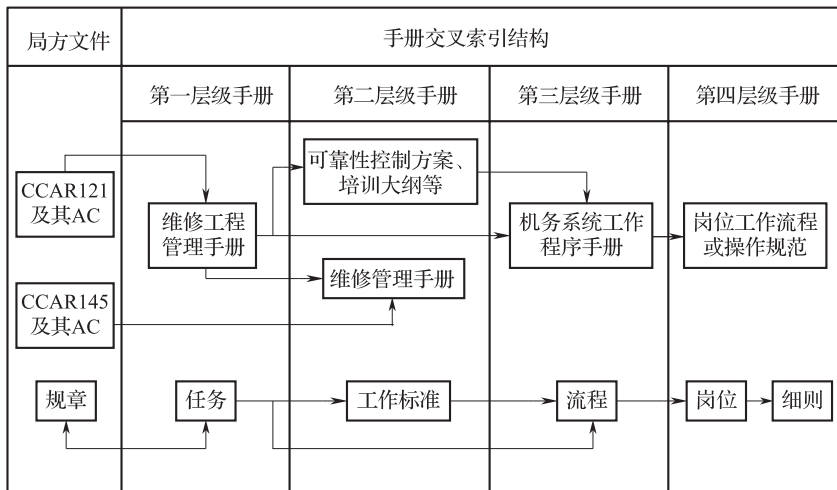 局方文件
手册交叉索引结构
第一层级手册
第二层级手册
第三层级手册
第四层级手册
CCAR121
及其AC
维修工程
管理手册
可靠性控制方案、
培训大纲等
机务系统工作
程序手册
岗位工作流程
或操作规范
维修管理手册
CCAR145
及其AC
规章
任务
工作标准
流程
岗位
细则